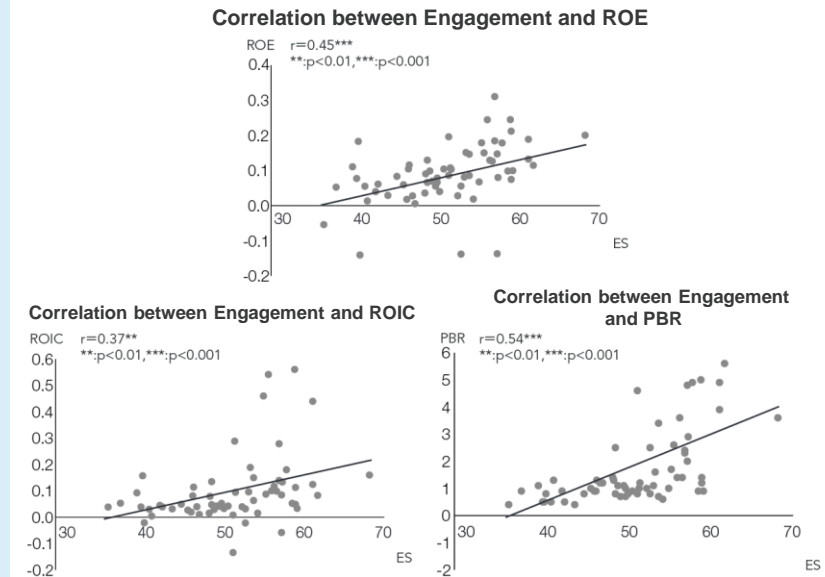 Correlation between Engagement and ROE
ROE r=0.45***
**:p<0.01,***:p<0.001
0.4
0.3
0.2
0.1
0.0
30 40 50 60 70
-0.1
ES
-0.2
Correlation between Engagement and ROIC
ROIC r=0.37**
**:p<0.01,***:p<0.001
0.6
0.5
0.4
0.3
0.2
0.1
0.0
30 40 50 60 70
-0.1
ES
-0.2
Correlation between Engagement
and PBR
PBR r=0.54***
**:p<0.01,***:p<0.001
6
5
4
3
2
1
0
30 40 50 60 70
-1
ES
-2